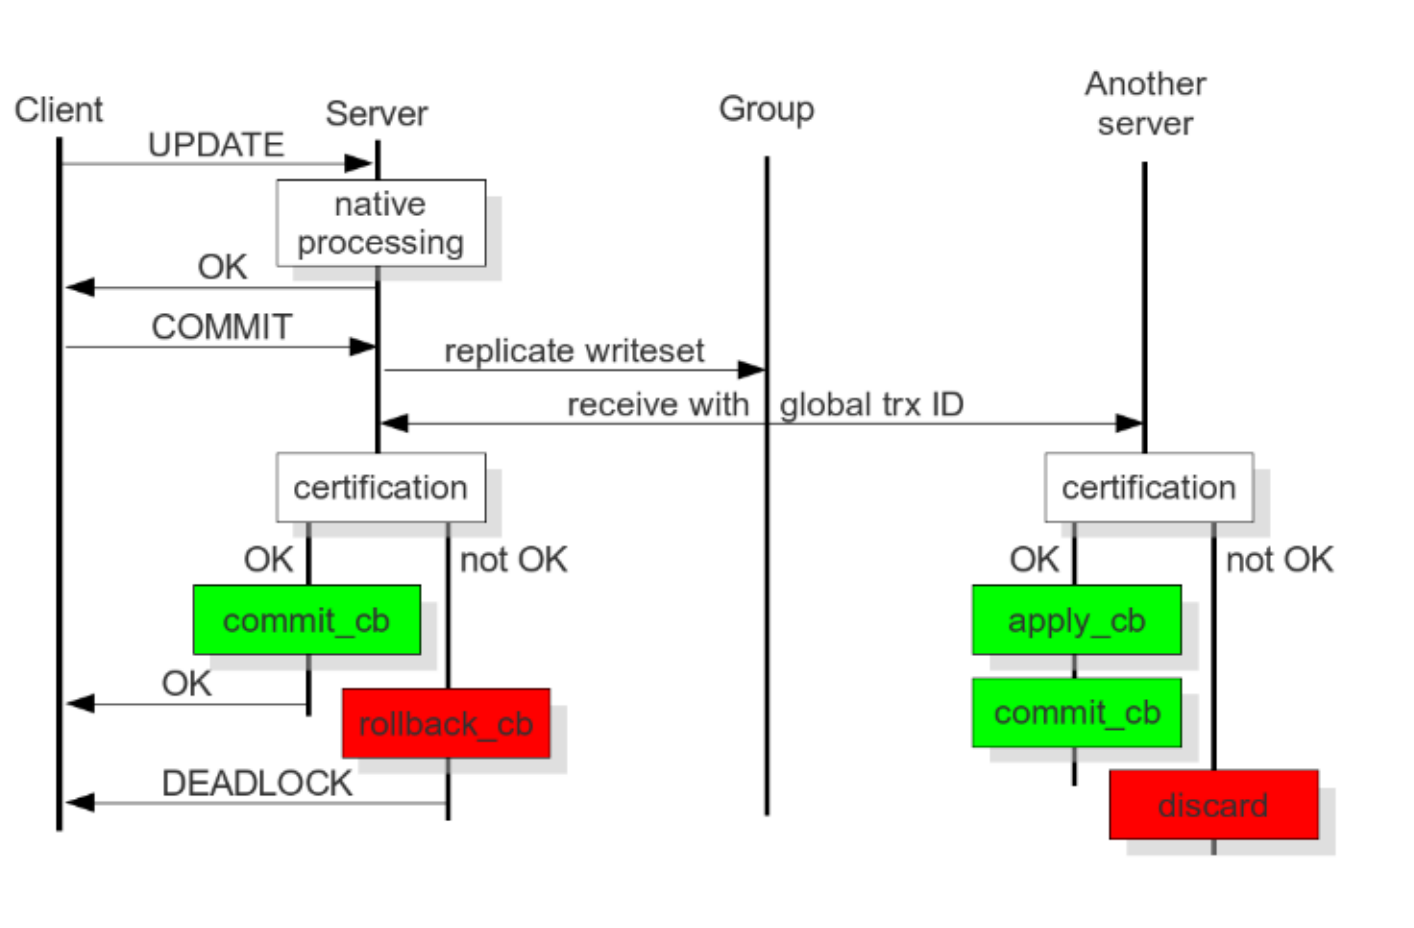 Client
Server
Group
Another
server
UPDATE
native
processing
OK
COMMIT
replicate writeset
receive with global trx ID
certification
certification
OK
not OK
OK
not OK
commit_cb
apply_cb
OK
rollback_cb
commit_cb
DEADLOCK
discard